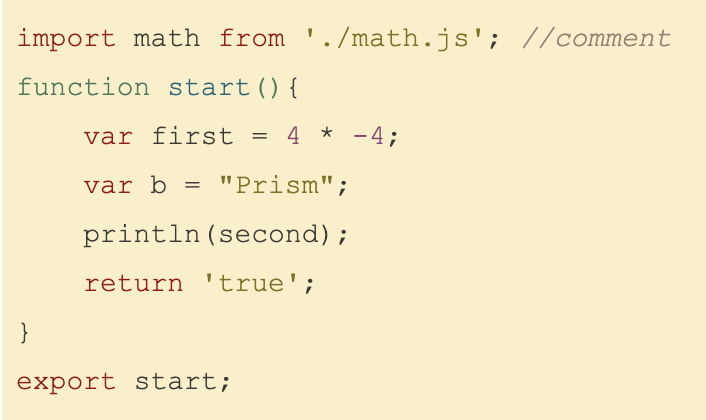 import math from './math.js'; //comment
function start(){
    var first = 4 * -4;
    var b = "Prism";
    println(second);
    return 'true';
}
export start;